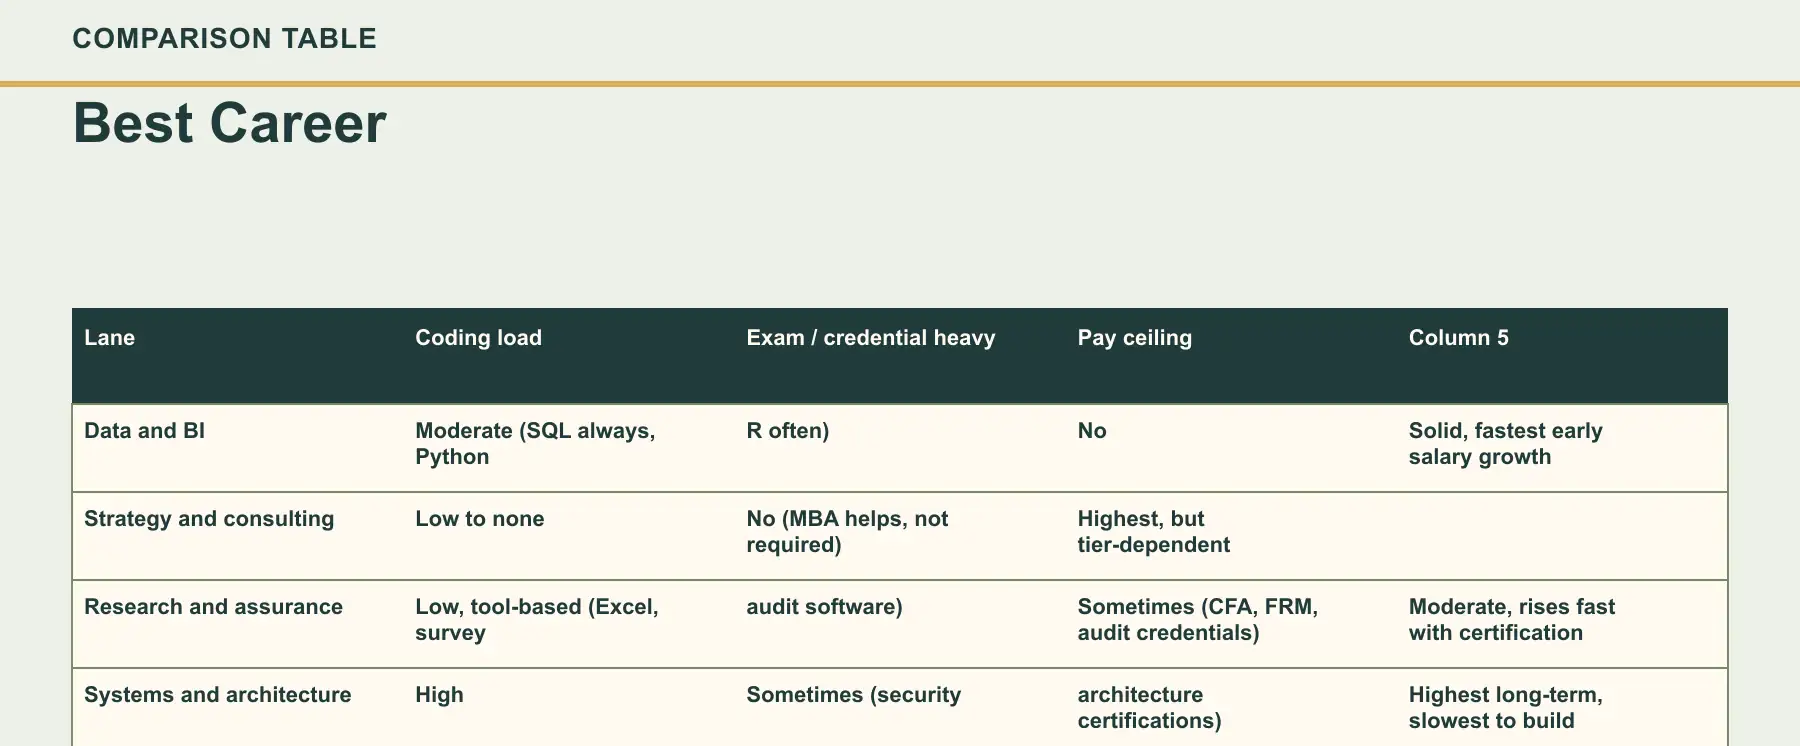 COMPARISON TABLE
Best Career
Lane Coding load Exam / credential heavy Pay ceiling Column 5
Data and BI
Moderate (SQL always,
Python
R often)
No
Solid, fastest early
salary growth
Strategy and consulting
Low to none
No (MBA helps, not
required)
Highest, but
tier-dependent
Research and assurance
Low, tool-based (Excel,
survey
audit software)
Sometimes (CFA, FRM,
audit credentials)
Moderate, rises fast
with certification
Systems and architecture
High
Sometimes (security
architecture
certifications)
Highest long-term,
slowest to build